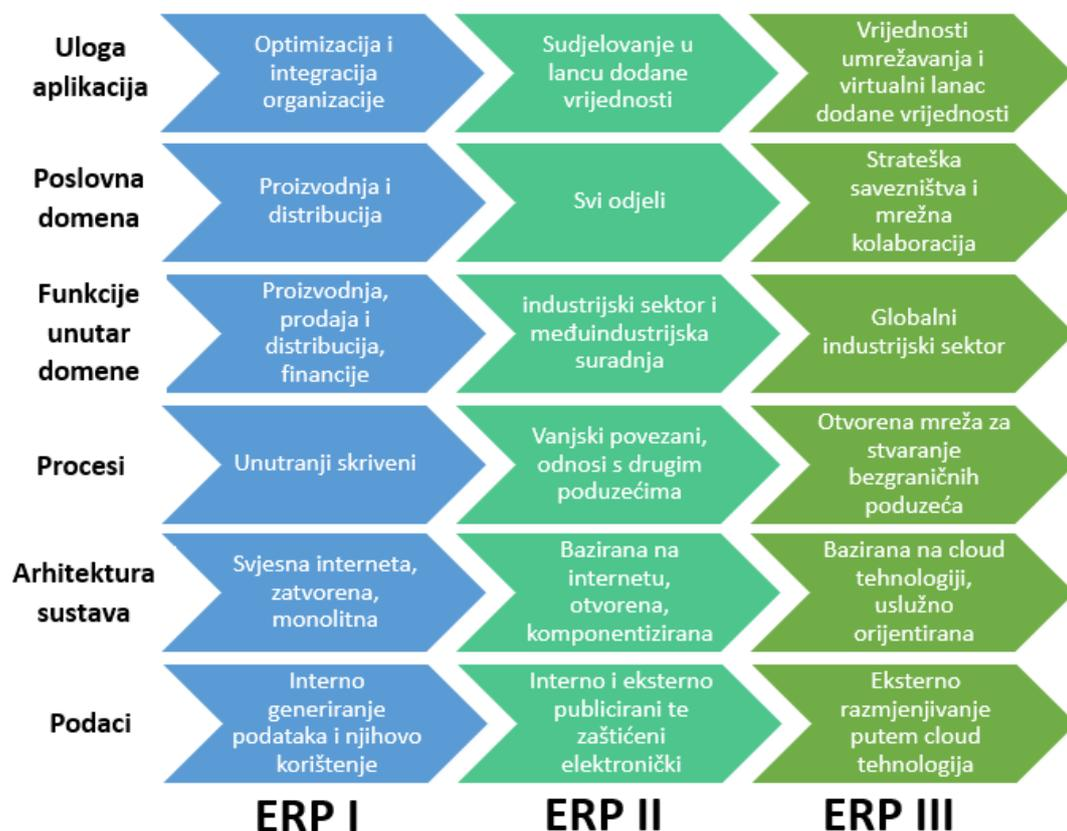 Uloga
aplikacija
Optimizacija i
integracija
organizacije
Sudjelovanje u
lancu dodane
vrijednosti
Vrijednosti
umrežavanja i
virtualni lanac
dodane vrijednosti
Poslovna
domena
Proizvodnja i
distribucija
Svi odjeli
Strateška
savezništva i
mrežna
kolaboracija
Funkcije
unutar
domene
Proizvodnja,
prodaja i
distribucija,
financije
industrijski sektor i
međuindustrijska
suradnja
Globalni
industrijski sektor
Procesi
Unutranji skriveni
Vanjski povezani,
odnosi s drugim
poduzećima
Otvorena mreža za
stvaranje
bezgraničnih
poduzeća
Arhitektura
sustava
Svjesna interneta,
zatvorena,
monolitna
Bazirana na
internetu,
otvorena,
komponentizirana
Bazirana na cloud
tehnologiji,
uslužno
orijentirana
Podaci
Interno
generiranje
podataka i njihovo
korištenje
Interno i eksterno
publicirani te
zaštićeni
elektronički
Eksterno
razmjenjivanje
putem cloud
tehnologija
ERP I
ERP II
ERP III